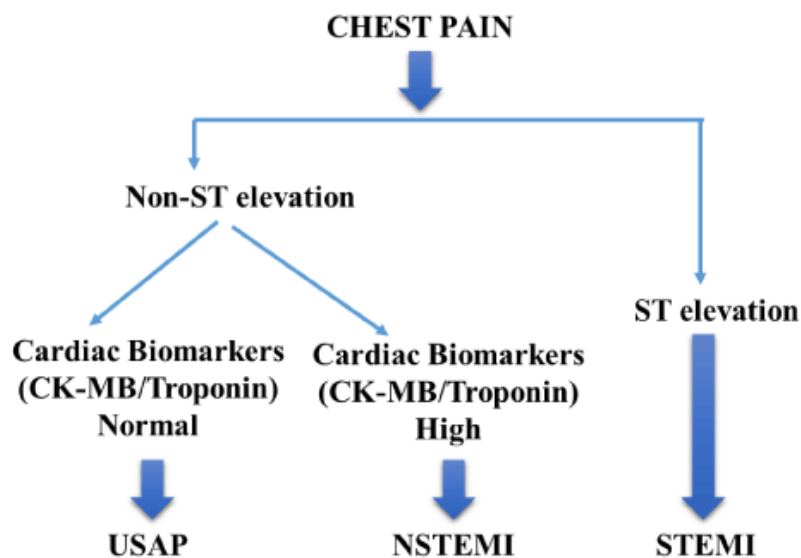 CHEST PAIN
Non-ST elevation
ST elevation
Cardiac Biomarkers
(CK-MB/Troponin)
Normal
Cardiac Biomarkers
(CK-MB/Troponin)
High
USAP
NSTEMI
STEMI